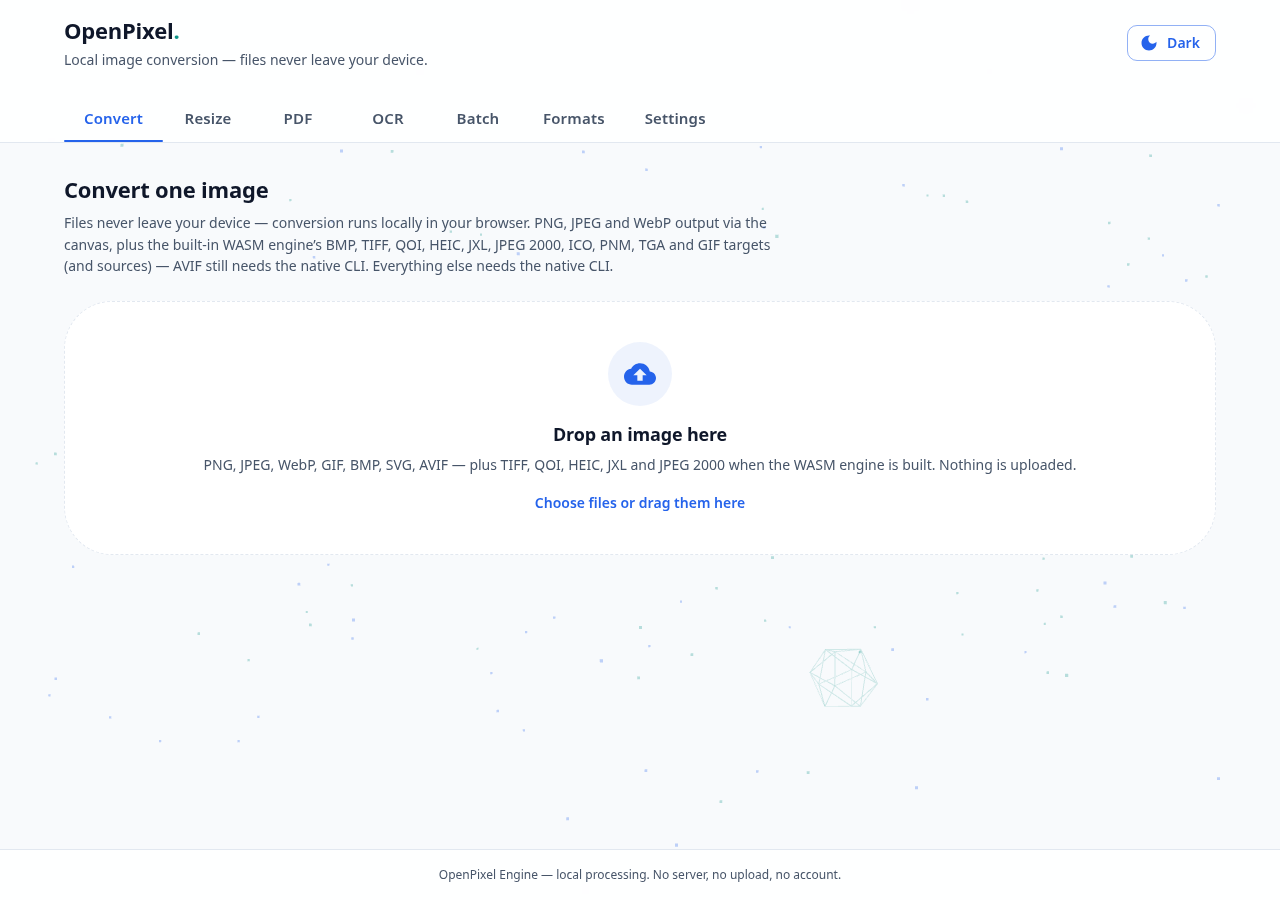 OpenPixel.
Local image conversion — files never leave your device.
Dark
Convert
Resize
PDF
OCR
Batch
Formats
Settings
Convert one image
Files never leave your device — conversion runs locally in your browser. PNG, JPEG and WebP output via the
canvas, plus the built-in WASM engine’s BMP, TIFF, QOI, HEIC, JXL, JPEG 2000, ICO, PNM, TGA and GIF targets
(and sources) — AVIF still needs the native CLI. Everything else needs the native CLI.
Drop an image here
PNG, JPEG, WebP, GIF, BMP, SVG, AVIF — plus TIFF, QOI, HEIC, JXL and JPEG 2000 when the WASM engine is built. Nothing is uploaded.
Choose files or drag them here
OpenPixel Engine — local processing. No server, no upload, no account.